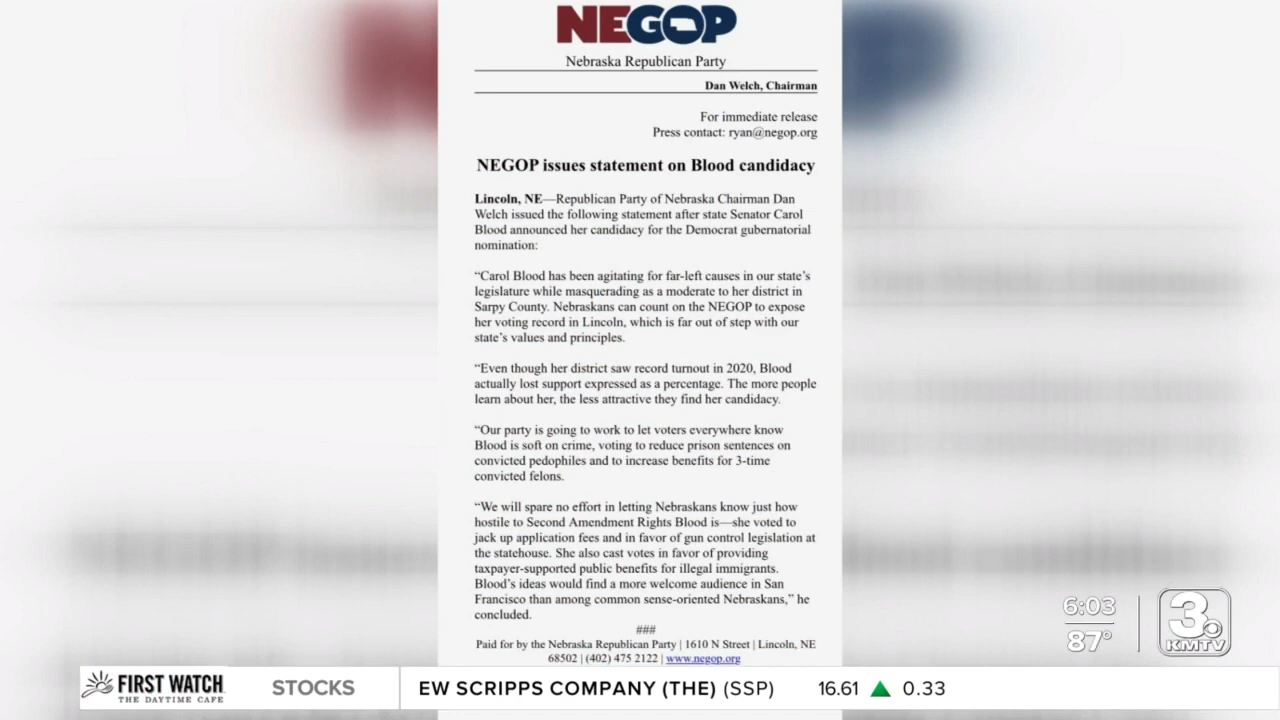 NEGOP
Nebraska Republican Party
Dan Welch, Chairman
For immediate release
Press contact: ryan@negop.org
NEGOP issues statement on Blood candidacy
Lincoln, NE—Republican Party of Nebraska Chairman Dan
Welch issued the following statement after state Senator Carol
Blood announced her candidacy for the Democrat gubernatorial
nomination:
“Carol Blood has been agitating for far-left causes in our state’s
legislature while masquerading as a moderate to her district in
Sarpy County. Nebraskans can count on the NEGOP to expose
her voting record in Lincoln, which is far out of step with our
state’s values and principles.
“Even though her district saw record turnout in 2020, Blood
actually lost support expressed as a percentage. The more people
learn about her, the less attractive they find her candidacy.
“Our party is going to work to let voters everywhere know
Blood is soft on crime, voting to reduce prison sentences on
convicted pedophiles and to increase benefits for 3-time
convicted felons.
“We will spare no effort in letting Nebraskans know just how
hostile to Second Amendment Rights Blood is—she voted to
jack up application fees and in favor of gun control legislation at
the statehouse. She also cast votes in favor of providing
taxpayer-supported public benefits for illegal immigrants.
Blood’s ideas would find a more welcome audience in San
Francisco than among common sense-oriented Nebraskans,” he
concluded.
###
Paid for by the Nebraska Republican Party | 1610 N Street | Lincoln, NE
68502 | (402) 475 2122 | www.negop.org
6:03
87°
3
KMTV
FIRST WATCH
THE DAYTIME CAFE
STOCKS
EW SCRIPPS COMPANY (THE) (SSP) 16.61 ▲ 0.33